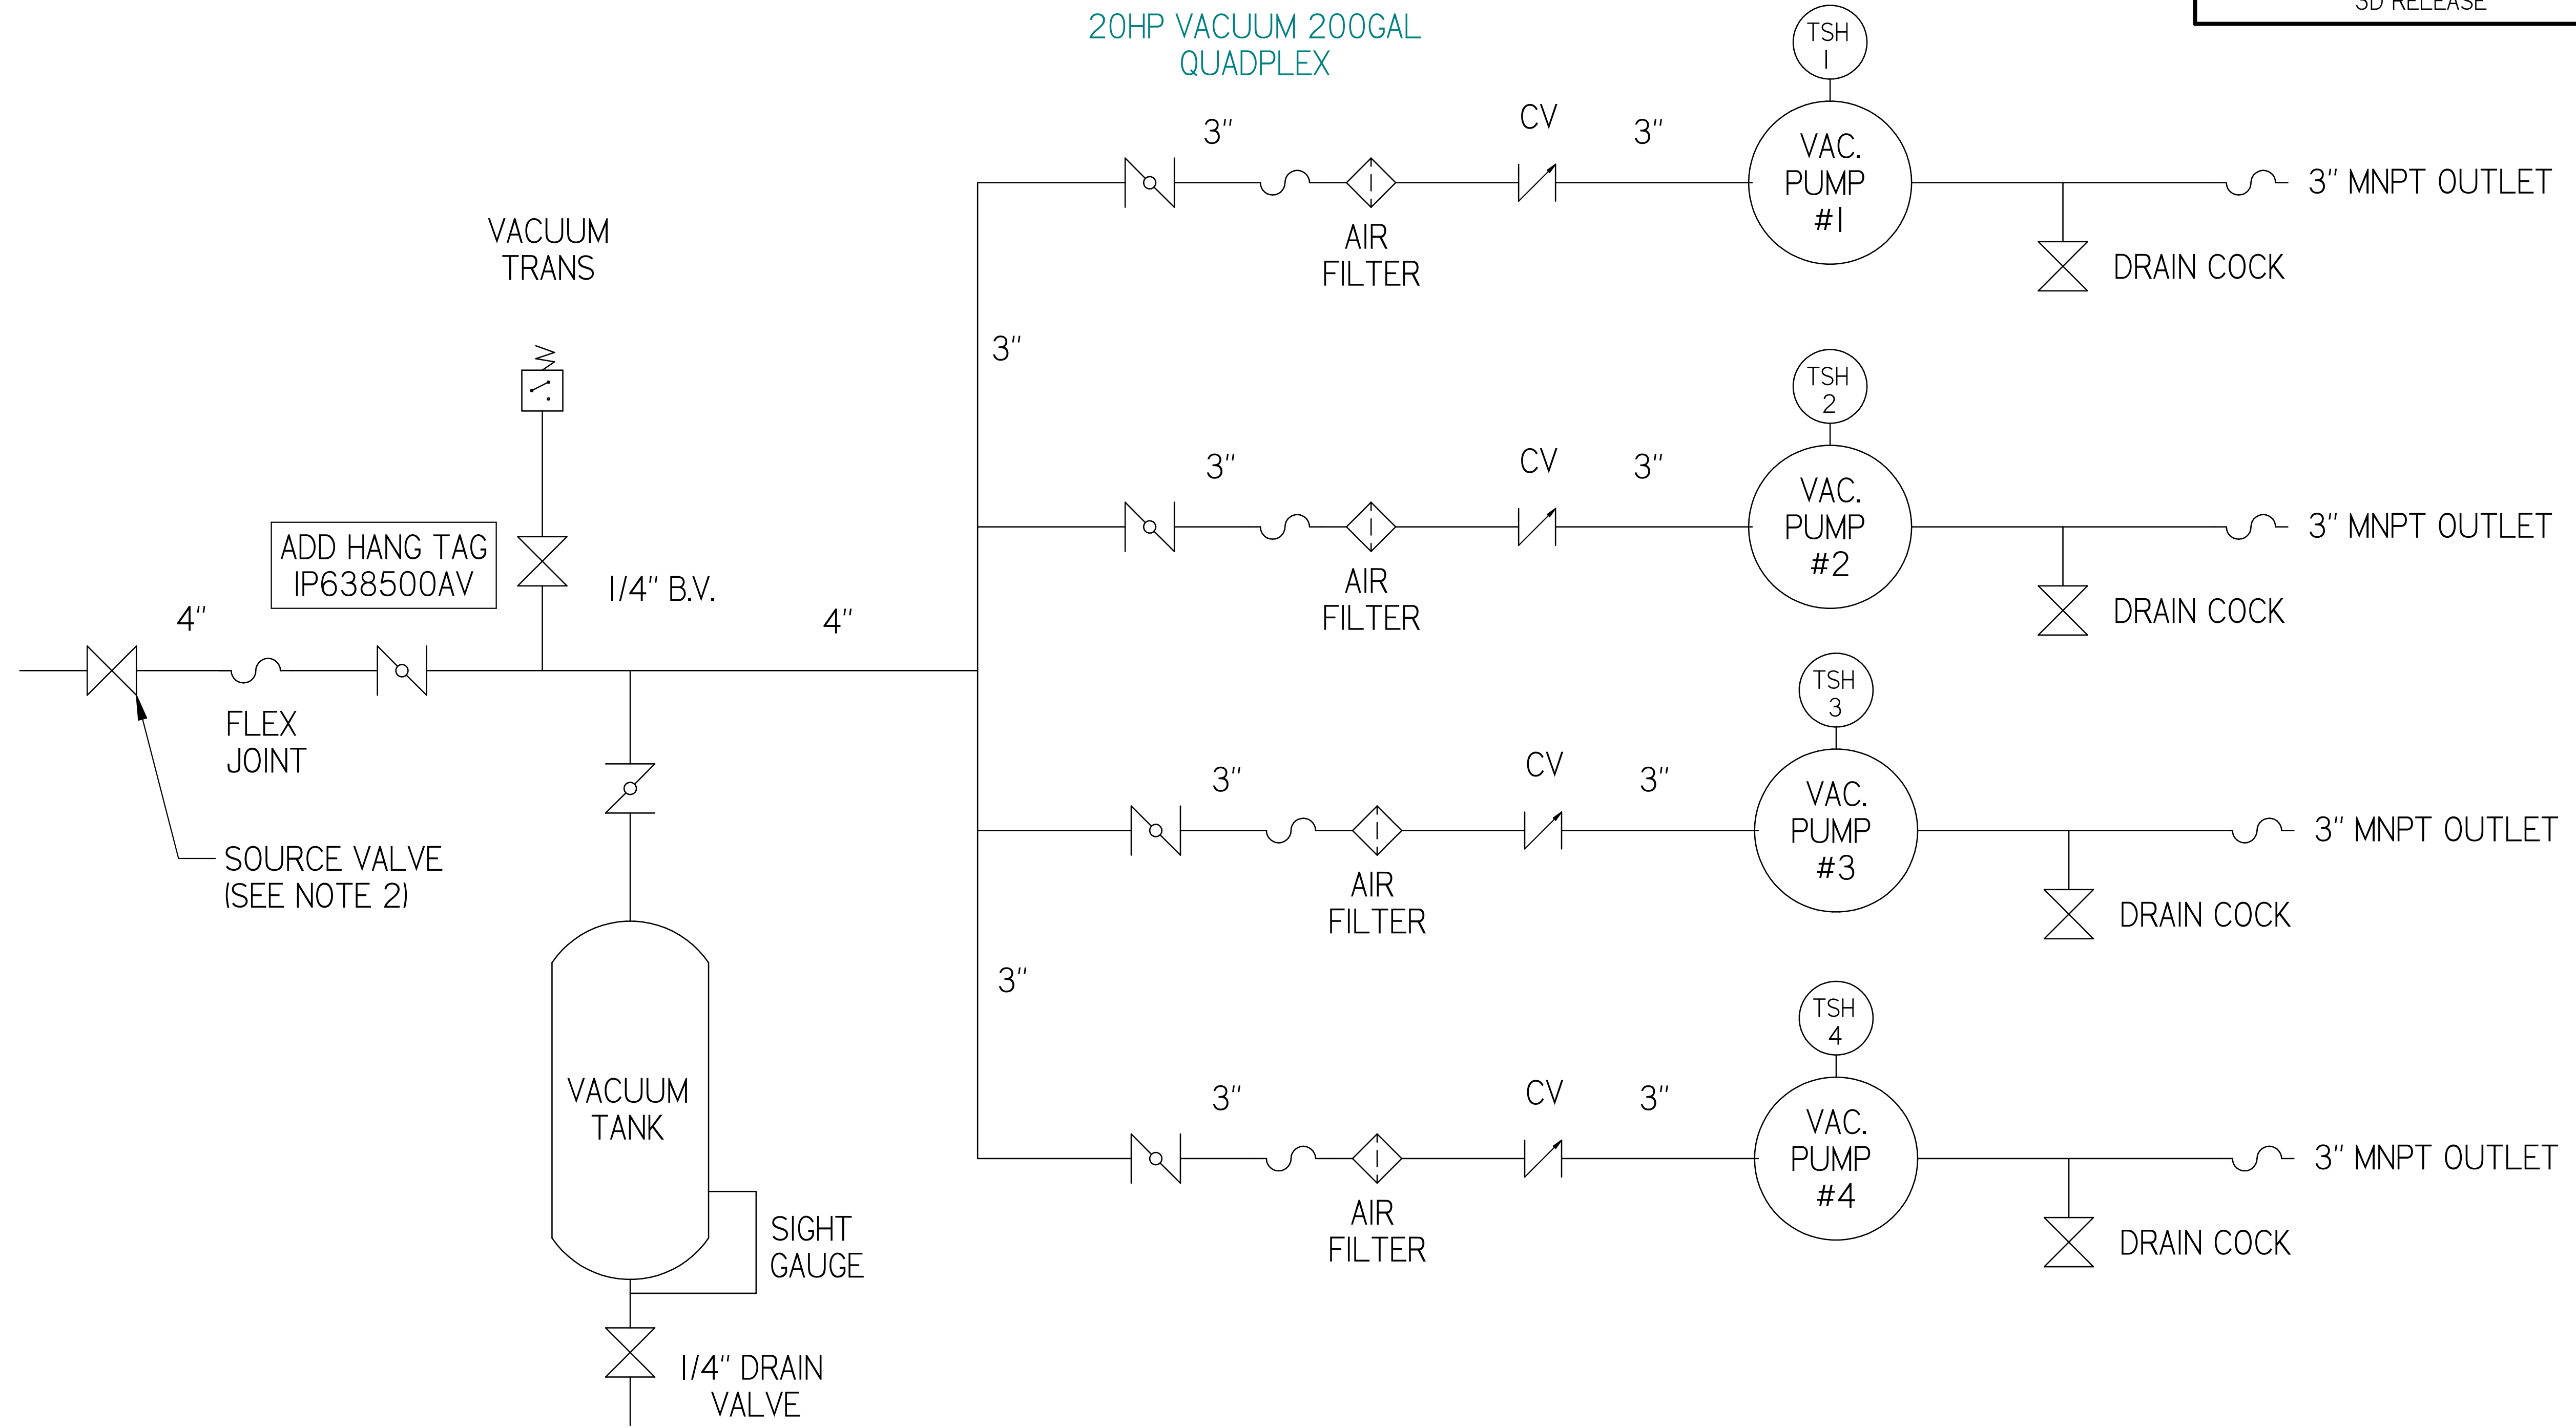 3D RELEASE
20HP VACUUM 200GAL
QUADPLEX
TSH
1
3"
CV
3"
VAC.
PUMP
#1
3" MNPT OUTLET
AIR
FILTER
DRAIN COCK
VACUUM
TRANS
3"
TSH
2
3"
CV
3"
VAC.
PUMP
#2
3" MNPT OUTLET
AIR
FILTER
DRAIN COCK
ADD HANG TAG
IP638500AV
1/4" B.V.
4"
4"
FLEX
JOINT
SOURCE VALVE
(SEE NOTE 2)
TSH
3
3"
CV
3"
VAC.
PUMP
#3
3" MNPT OUTLET
AIR
FILTER
DRAIN COCK
3"
TSH
4
3"
CV
3"
VAC.
PUMP
#4
3" MNPT OUTLET
AIR
FILTER
DRAIN COCK
VACUUM
TANK
SIGHT
GAUGE
1/4" DRAIN
VALVE